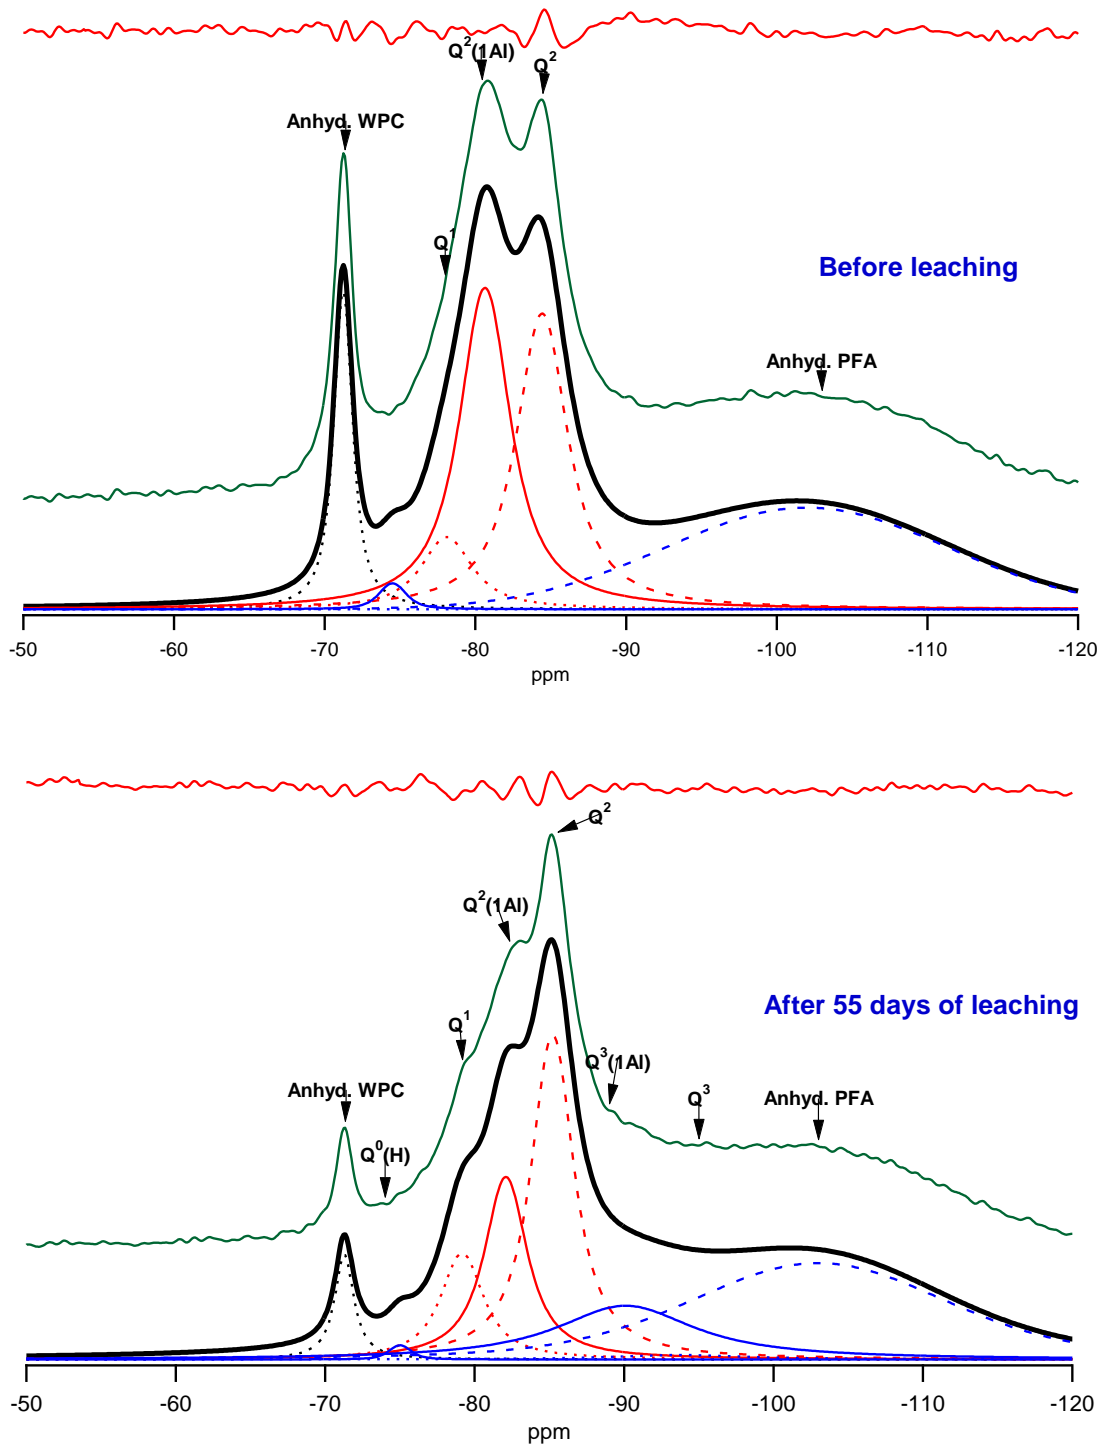 Q²(1Al)
Q²
Anhyd. WPC
Q¹
Before leaching
Anhyd. PFA
-50 -60 -70 -80 -90 -100 -110 -120
ppm
Q²
Q²(1Al)
After 55 days of leaching
Q¹
Q³(1Al)
Anhyd. WPC
Q³
Anhyd. PFA
Q⁰(H)
-50 -60 -70 -80 -90 -100 -110 -120
ppm